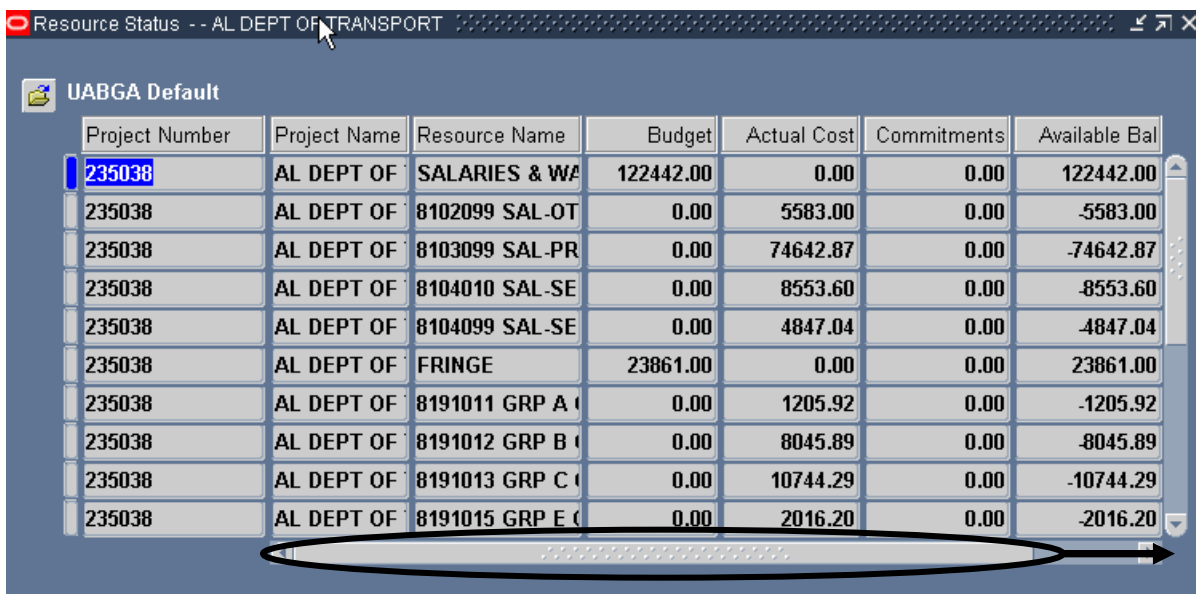 Resource Status - - AL DEPT OF TRANSPORT
UABGA Default
Project Number Project Name Resource Name Budget Actual Cost Commitments Available Bal
235038 AL DEPT OF SALARIES & WA 122442.00 0.00 0.00 122442.00
235038 AL DEPT OF 8102099 SAL-OT 0.00 5583.00 0.00 -5583.00
235038 AL DEPT OF 8103099 SAL-PR 0.00 74642.87 0.00 -74642.87
235038 AL DEPT OF 8104010 SAL-SE 0.00 8553.60 0.00 -8553.60
235038 AL DEPT OF 8104099 SAL-SE 0.00 4847.04 0.00 -4847.04
235038 AL DEPT OF FRINGE 23861.00 0.00 0.00 23861.00
235038 AL DEPT OF 8191011 GRP A 0.00 1205.92 0.00 -1205.92
235038 AL DEPT OF 8191012 GRP B 0.00 8045.89 0.00 -8045.89
235038 AL DEPT OF 8191013 GRP C 0.00 10744.29 0.00 -10744.29
235038 AL DEPT OF 8191015 GRP E 0.00 2016.20 0.00 -2016.20